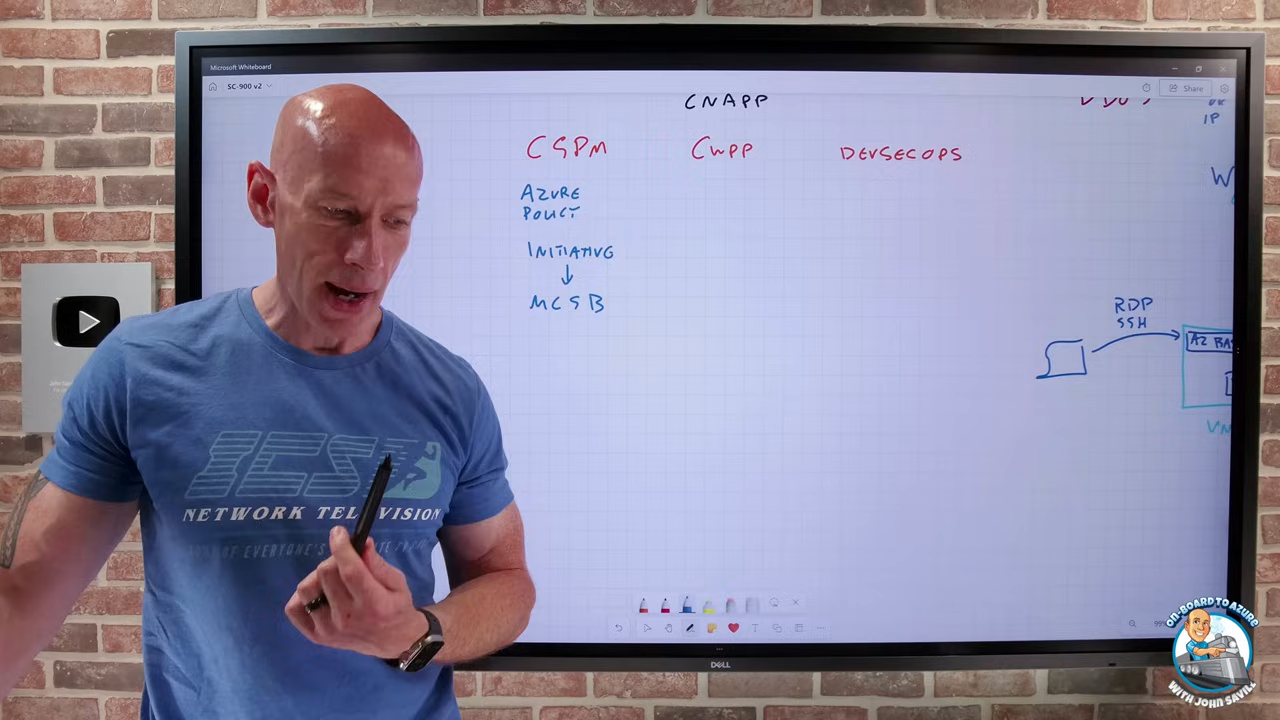 Microsoft Whiteboard
SC-900 v2
Share
CNAPP
IP
CSPM
CWPP
DEVSECOPS
AZURE
POLICY
INITIATIVE
MCSB
RDP
SSH
NETWORK TELEVISION
DELL
ON-BOARD TO AZURE
WITH JOHN SAVILL